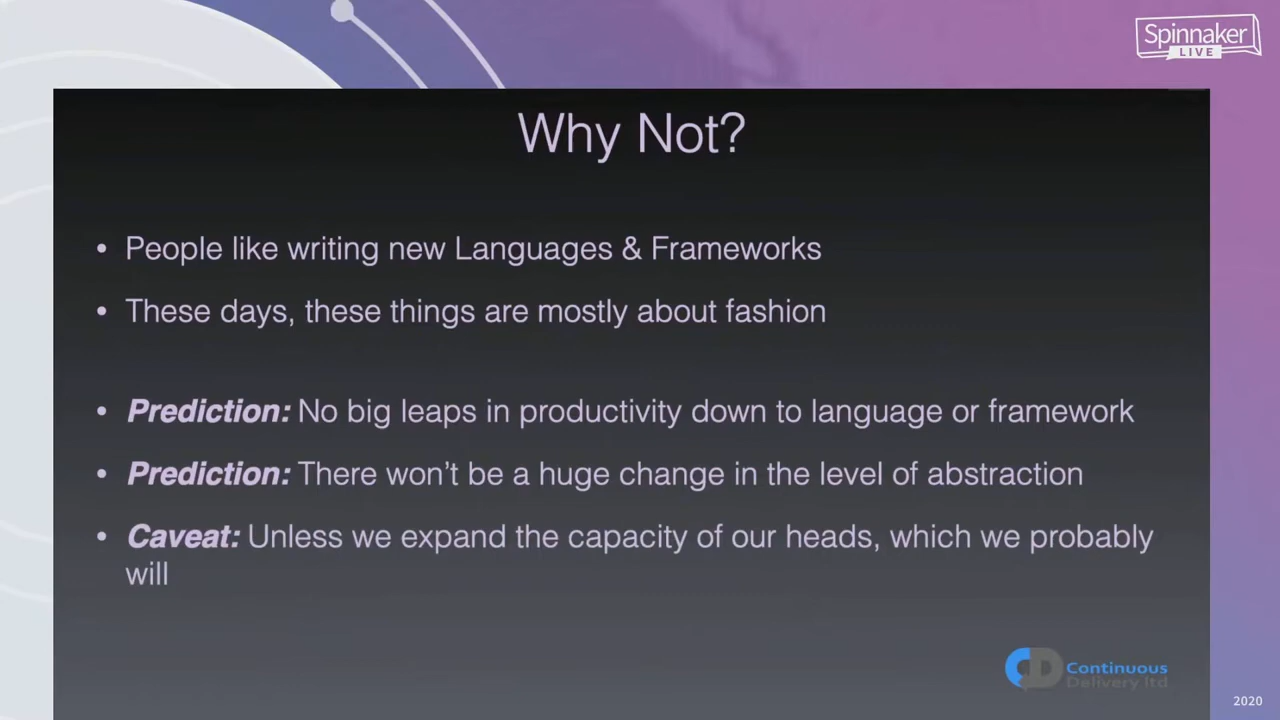 Spinnaker
LIVE
Why Not?
• People like writing new Languages & Frameworks
• These days, these things are mostly about fashion
• Prediction: No big leaps in productivity down to language or framework
• Prediction: There won't be a huge change in the level of abstraction
• Caveat: Unless we expand the capacity of our heads, which we probably
will
CD Continuous
Delivery ltd
2020